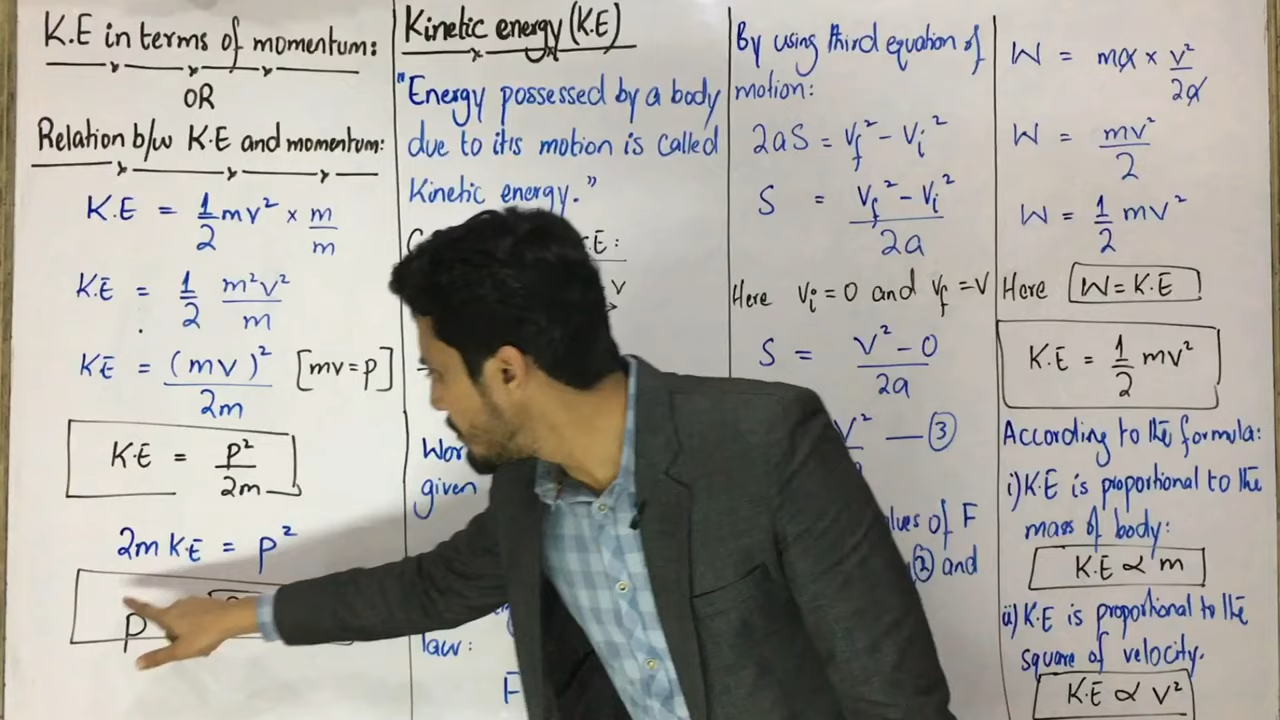 K.E in terms of momentum:
OR
Relation b/w K.E and momentum:
K.E = 1/2 mv² × m/m
K.E = 1/2 m²v²/m
K.E = (mv)²/2m [mv=p]
K.E = P²/2m
2m K.E = p²
p
Kinetic energy (K.E)
"Energy possessed by a body
due to its motion is called
Kinetic energy."
K.E:
v
given
law:
F
By using third equation of
motion:
2aS = vf² - vi²
S = vf² - vi²/2a
Here vi = 0 and vf = v
S = v² - 0/2a
v² — ③
of F
② and
W = ma × v²/2a
W = mv²/2
W = 1/2 mv²
Here W = K.E
K.E = 1/2 mv²
According to the formula:
i) K.E is proportional to the
mass of body:
K.E ∝ m
ii) K.E is proportional to the
square of velocity.
K.E ∝ v²